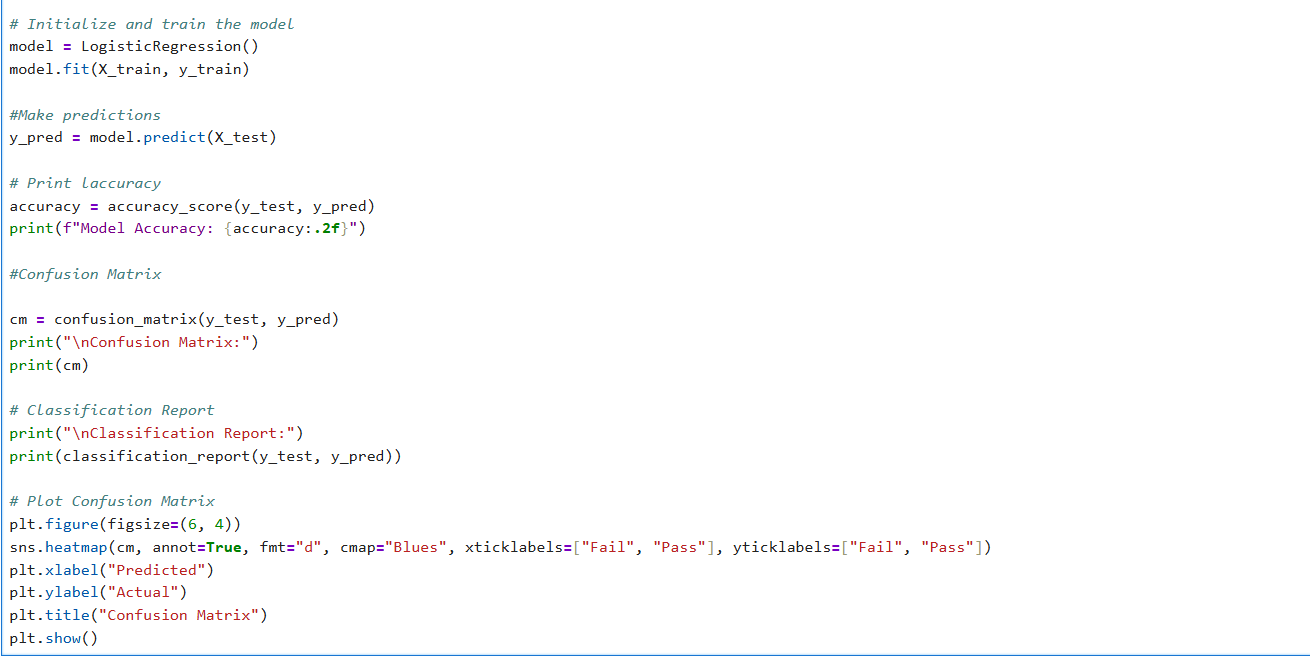 # Initialize and train the model
model = LogisticRegression()
model.fit(X_train, y_train)
#Make predictions
y_pred = model.predict(X_test)
# Print laccuracy
accuracy = accuracy_score(y_test, y_pred)
print(f"Model Accuracy: {accuracy:.2f}")
#Confusion Matrix
cm = confusion_matrix(y_test, y_pred)
print("\nConfusion Matrix:")
print(cm)
# Classification Report
print("\nClassification Report:")
print(classification_report(y_test, y_pred))
# Plot Confusion Matrix
plt.figure(figsize=(6, 4))
sns.heatmap(cm, annot=True, fmt="d", cmap="Blues", xticklabels=["Fail", "Pass"], yticklabels=["Fail", "Pass"])
plt.xlabel("Predicted")
plt.ylabel("Actual")
plt.title("Confusion Matrix")
plt.show()